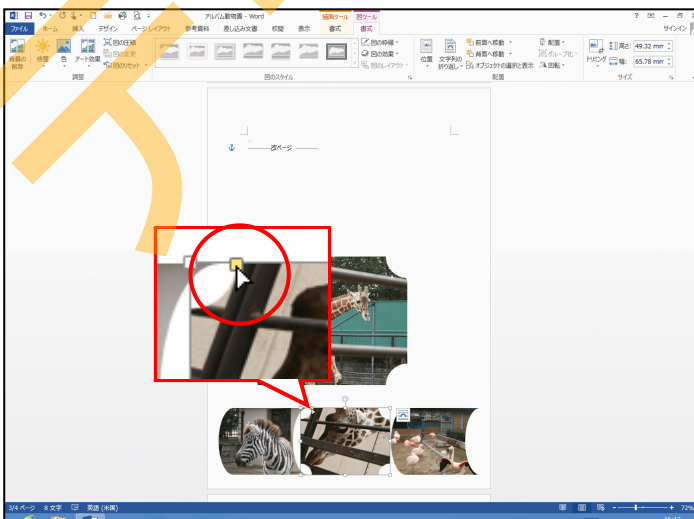 アルバム動物園 - Word
描画ツール 図ツール
ファイル ホーム 挿入 デザイン ページ レイアウト 参考資料 差し込み文書 校閲 表示 書式 書式 サインイン
背景の削除 修整 色 アート効果 図の圧縮 図の変更 図のリセット
図の枠線 図の効果 図のレイアウト
位置 文字列の折り返し 前面へ移動 背面へ移動 オブジェクトの選択と表示 配置 グループ化 回転
トリミング 高さ: 49.32 mm 幅: 65.78 mm
調整 図のスタイル 配置 サイズ
改ページ
3/4 ページ 8 文字 英語 (米国) 72%